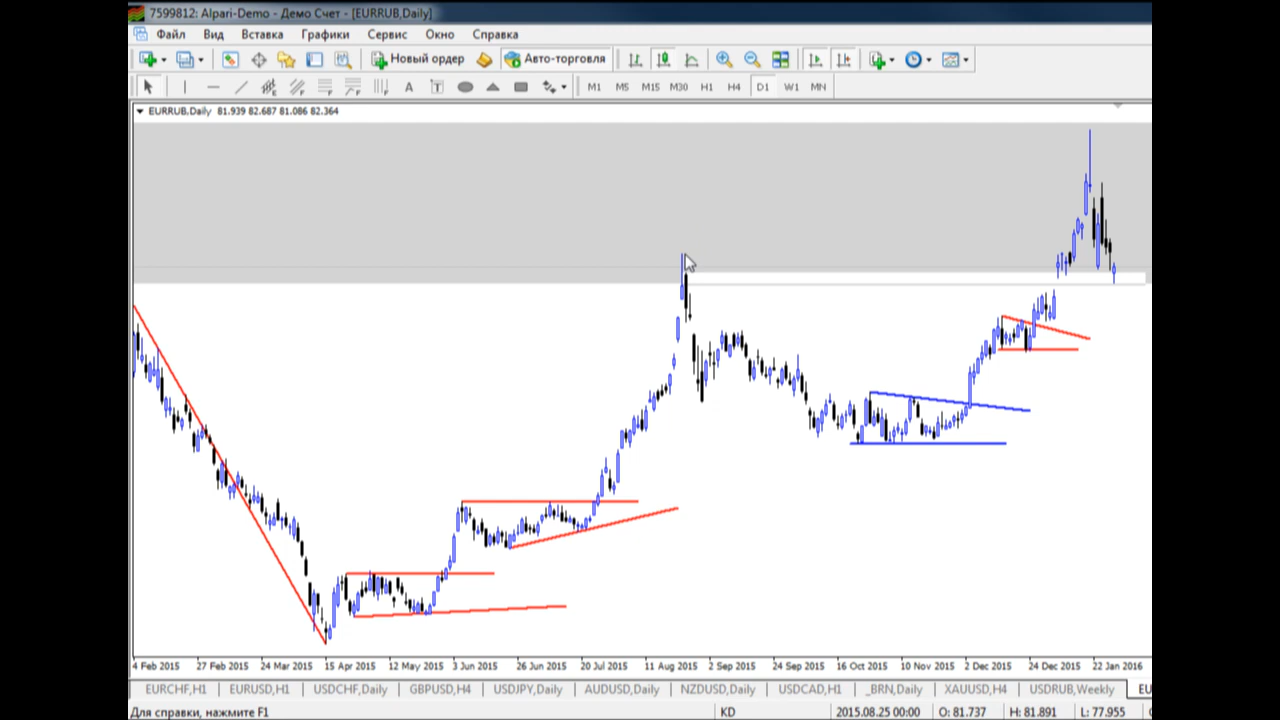 7599812: Alpari-Demo - Демо Счет - [EURRUB,Daily]
Файл Вид Вставка Графики Сервис Окно Справка
Новый ордер Авто-торговля
A T M1 M5 M15 M30 H1 H4 D1 W1 MN
EURRUB,Daily 81.939 82.687 81.086 82.364
4 Feb 2015 27 Feb 2015 24 Mar 2015 15 Apr 2015 12 May 2015 3 Jun 2015 26 Jun 2015 20 Jul 2015 11 Aug 2015 2 Sep 2015 24 Sep 2015 16 Oct 2015 10 Nov 2015 2 Dec 2015 24 Dec 2015 22 Jan 2016
EURCHF,H1 EURUSD,H1 USDCHF,Daily GBPUSD,H4 USDJPY,Daily AUDUSD,Daily NZDUSD,Daily USDCAD,H1 _BRN,Daily XAUUSD,H4 USDRUB,Weekly EU
Для справки, нажмите F1 KD 2015.08.25 00:00 O: 81.737 H: 81.891 L: 77.955